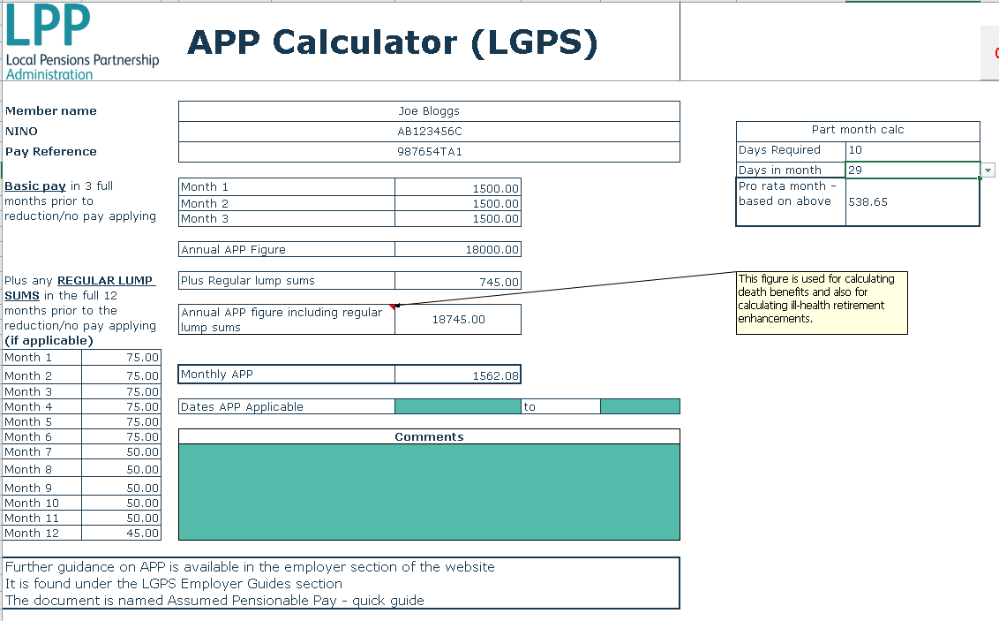 LPP
Local Pensions Partnership
Administration
APP Calculator (LGPS)
Member name Joe Bloggs
NINO AB123456C
Pay Reference 987654TA1
Part month calc
Days Required 10
Days in month 29
Pro rata month -
based on above 538.65
Basic pay in 3 full
months prior to
reduction/no pay applying
Month 1 1500.00
Month 2 1500.00
Month 3 1500.00
Annual APP Figure 18000.00
Plus any REGULAR LUMP
SUMS in the full 12
months prior to the
reduction/no pay applying
(if applicable)
Plus Regular lump sums 745.00
Annual APP figure including regular
lump sums 18745.00
This figure is used for calculating
death benefits and also for
calculating ill-health retirement
enhancements.
Month 1 75.00
Month 2 75.00
Month 3 75.00
Month 4 75.00
Month 5 75.00
Month 6 75.00
Month 7 50.00
Month 8 50.00
Month 9 50.00
Month 10 50.00
Month 11 50.00
Month 12 45.00
Monthly APP 1562.08
Dates APP Applicable to
Comments
Further guidance on APP is available in the employer section of the website
It is found under the LGPS Employer Guides section
The document is named Assumed Pensionable Pay - quick guide